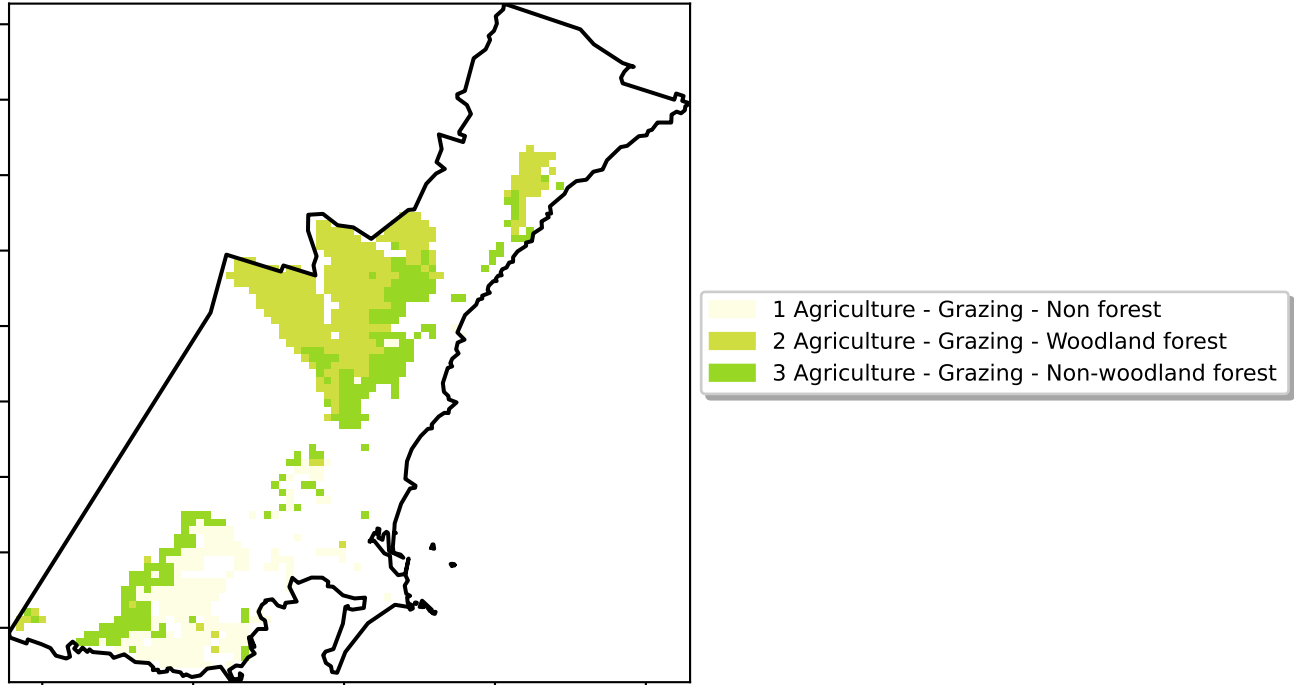 1 Agriculture - Grazing - Non forest
2 Agriculture - Grazing - Woodland forest
3 Agriculture - Grazing - Non-woodland forest